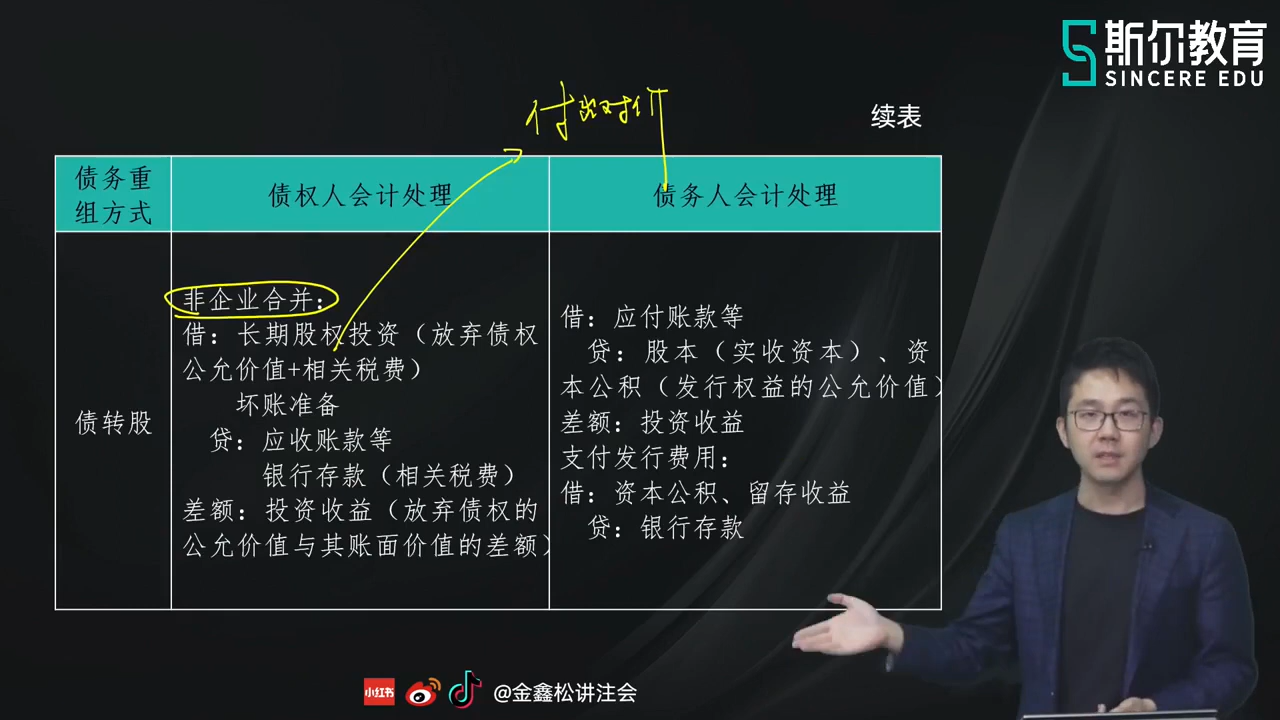 斯尔教育
SINCERE EDU
付出对价
续表
债务重组方式
债权人会计处理
债务人会计处理
债转股
非企业合并：
借：长期股权投资（放弃债权
公允价值+相关税费）
坏账准备
贷：应收账款等
银行存款（相关税费）
差额：投资收益（放弃债权的
公允价值与其账面价值的差额）
借：应付账款等
贷：股本（实收资本）、资
本公积（发行权益的公允价值）
差额：投资收益
支付发行费用：
借：资本公积、留存收益
贷：银行存款
小红书
@金鑫松讲注会